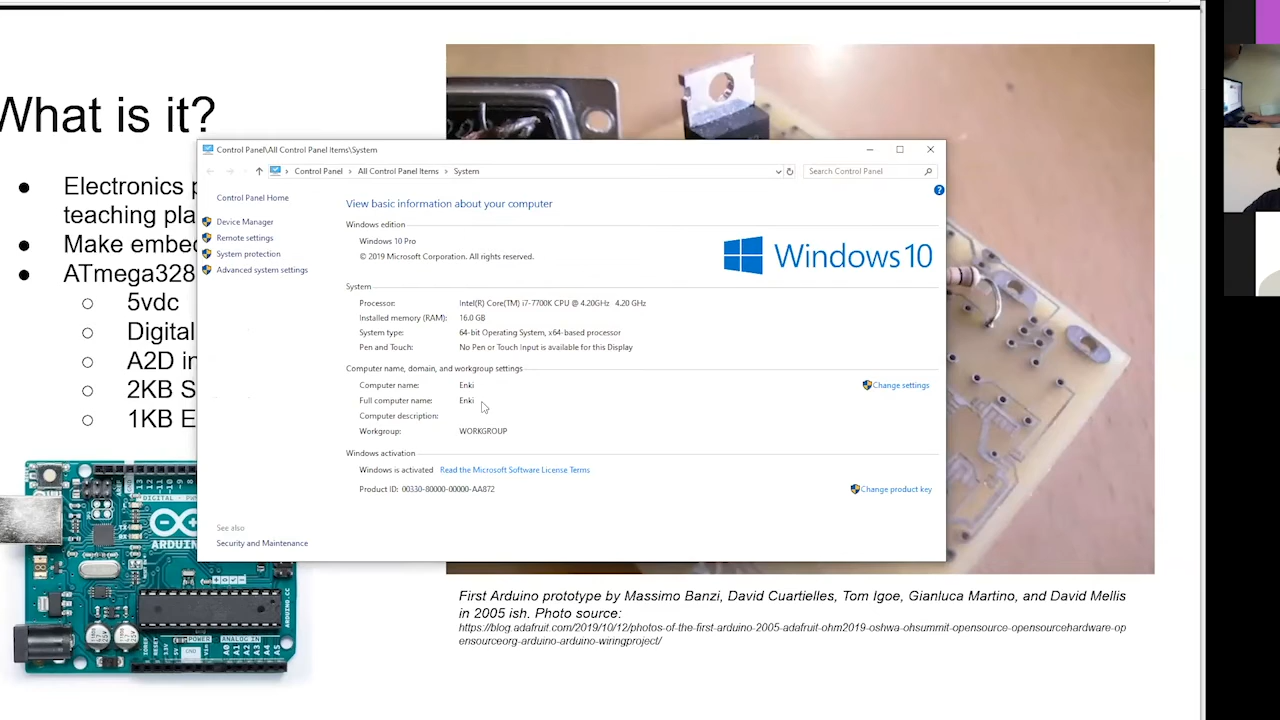 What is it?
Electronics p
teaching pla
Make embed
ATmega328
5vdc
Digital
A2D in
2KB S
1KB E
Control Panel\All Control Panel Items\System
Control Panel > All Control Panel Items > System
Search Control Panel
Control Panel Home
Device Manager
Remote settings
System protection
Advanced system settings
See also
Security and Maintenance
View basic information about your computer
Windows edition
Windows 10 Pro
© 2019 Microsoft Corporation. All rights reserved.
Windows 10
System
Processor: Intel(R) Core(TM) i7-7700K CPU @ 4.20GHz 4.20 GHz
Installed memory (RAM): 16.0 GB
System type: 64-bit Operating System, x64-based processor
Pen and Touch: No Pen or Touch Input is available for this Display
Computer name, domain, and workgroup settings
Computer name: Enki
Change settings
Full computer name: Enki
Computer description:
Workgroup: WORKGROUP
Windows activation
Windows is activated Read the Microsoft Software License Terms
Product ID: 00330-80000-00000-AA872
Change product key
DIGITAL
ARDUIN
POWER
ANALOG IN
ARDUINO.CC
First Arduino prototype by Massimo Banzi, David Cuartielles, Tom Igoe, Gianluca Martino, and David Mellis
in 2005 ish. Photo source:
https://blog.adafruit.com/2019/10/12/photos-of-the-first-arduino-2005-adafruit-ohm2019-oshwa-ohsummit-opensource-opensourcehardware-op
ensourceorg-arduino-arduino-wiringproject/